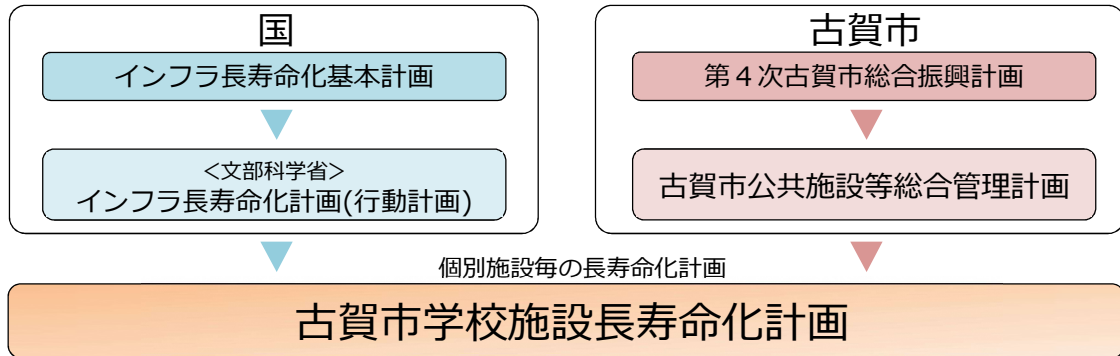 国
インフラ長寿命化基本計画
<文部科学省>
インフラ長寿命化計画(行動計画)
古賀市
第4次古賀市総合振興計画
古賀市公共施設等総合管理計画
個別施設毎の長寿命化計画
古賀市学校施設長寿命化計画